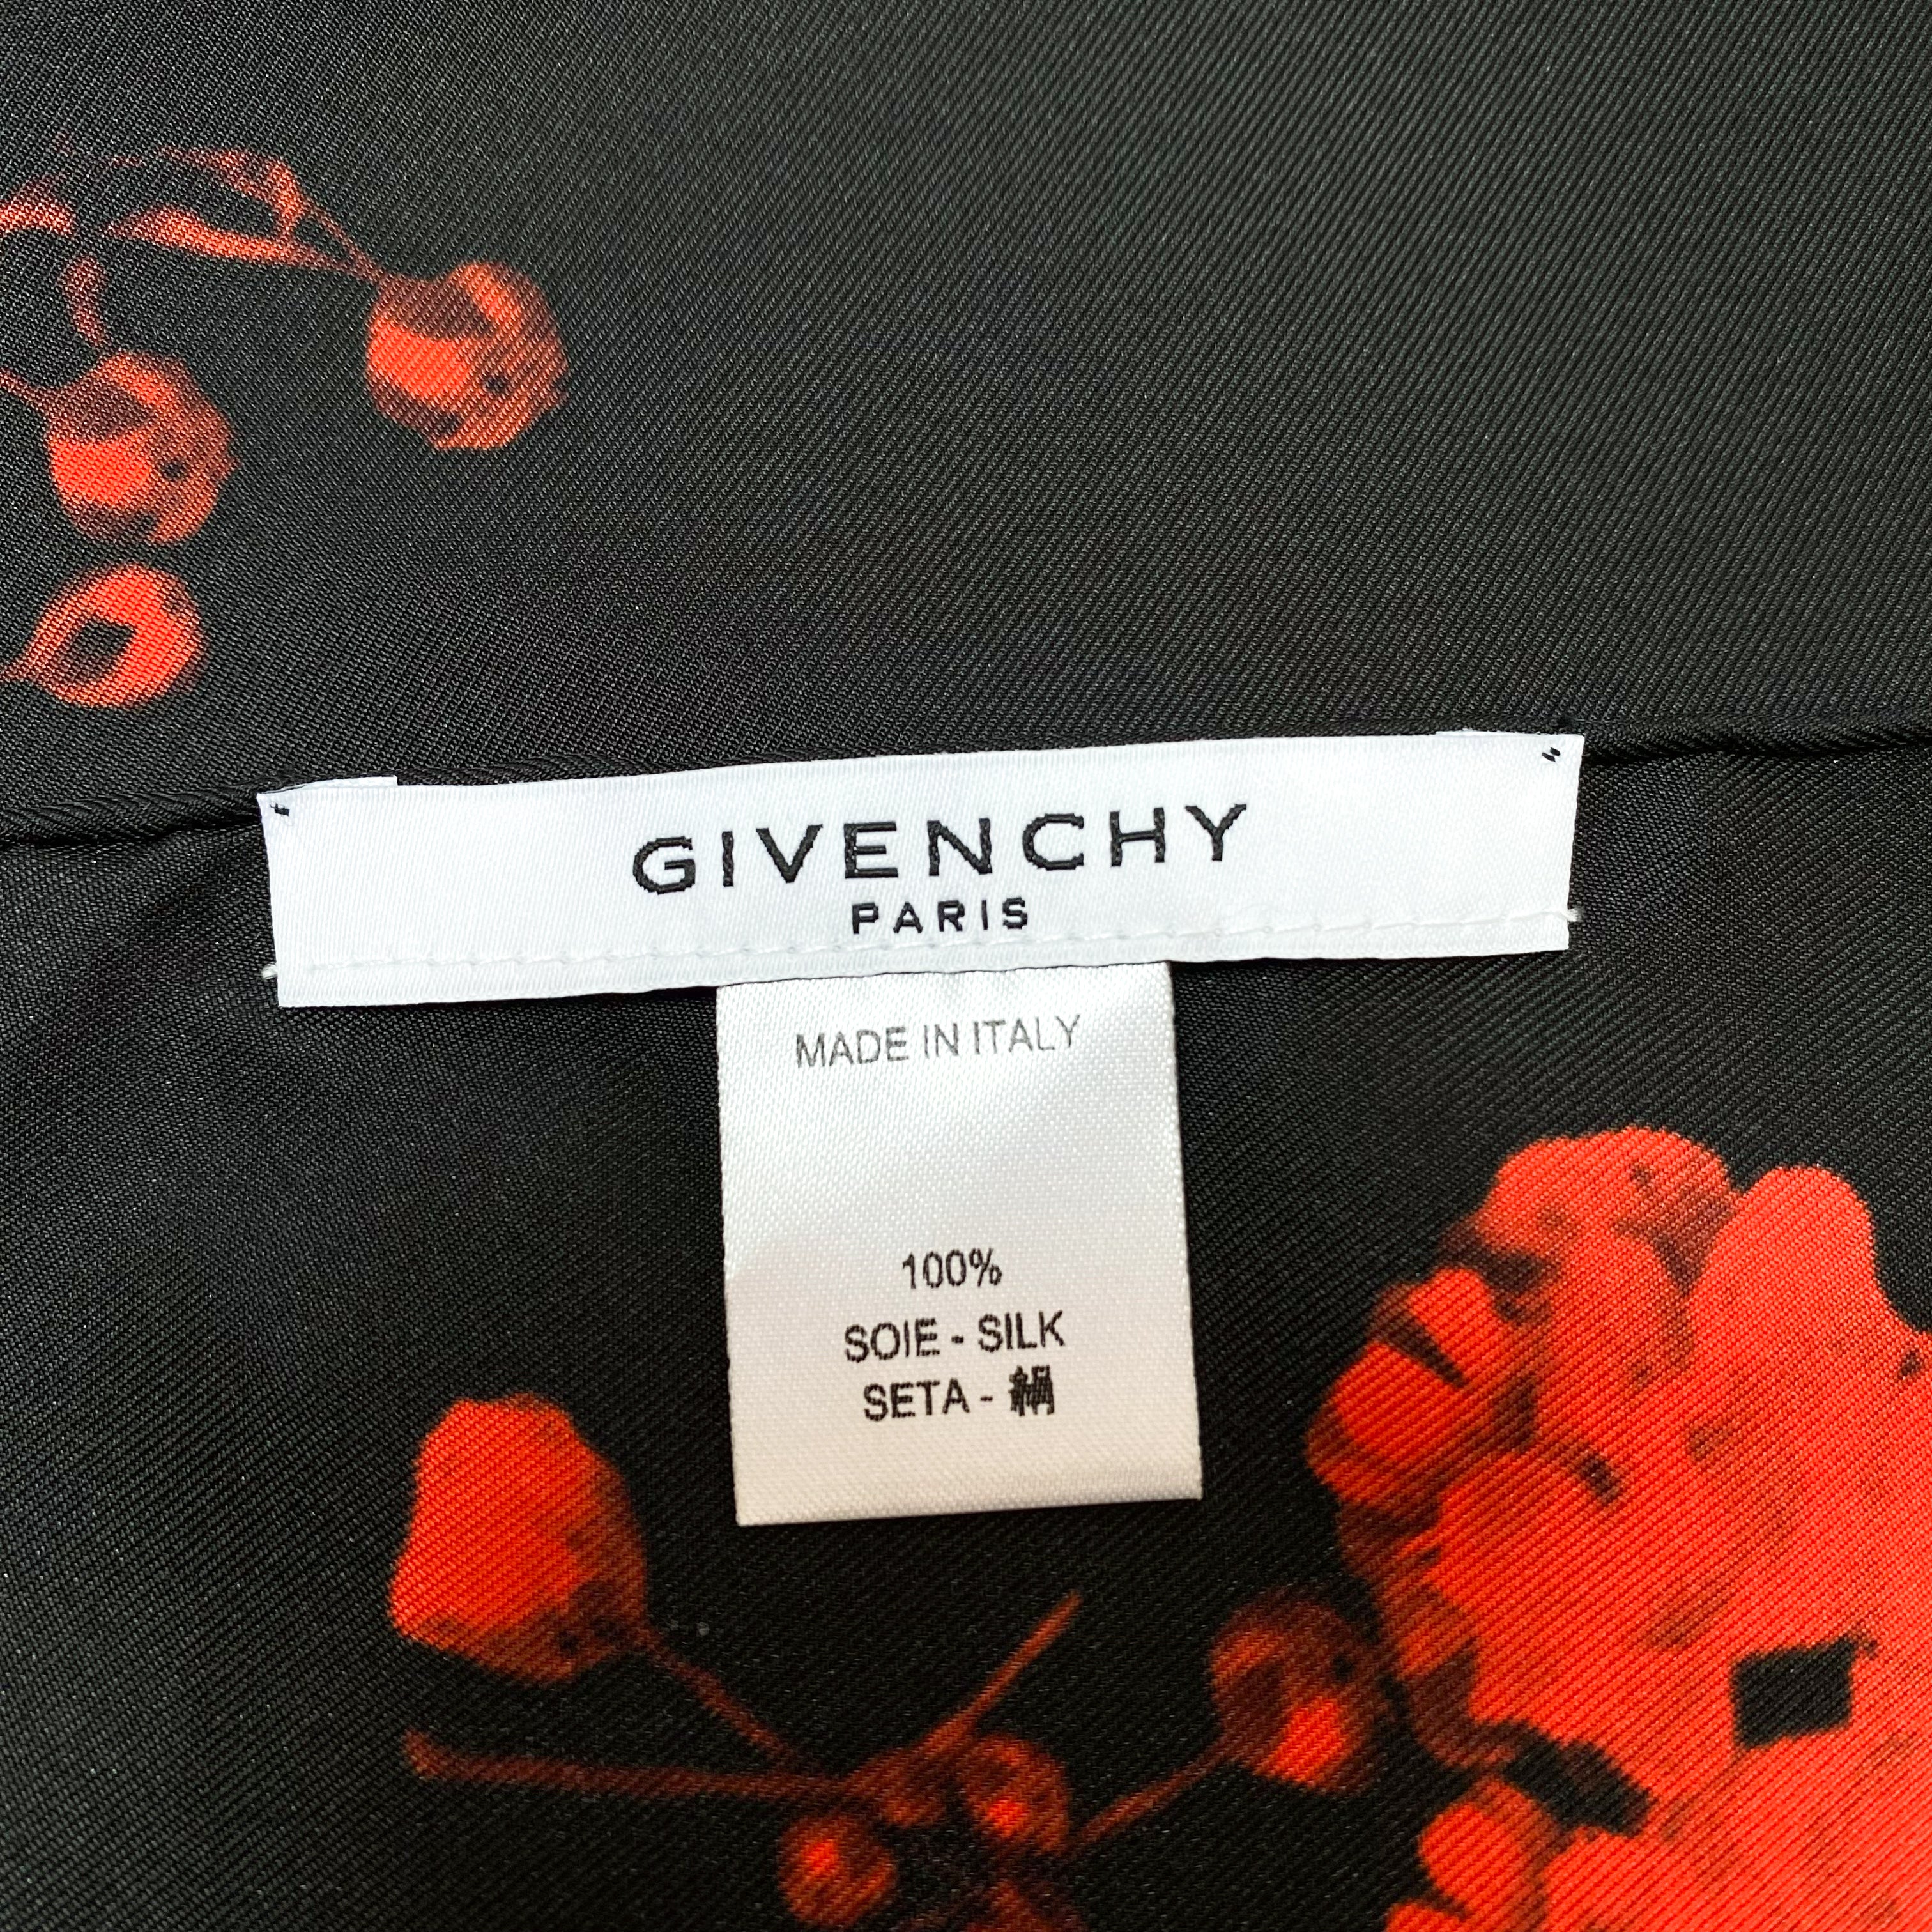 GIVENCHY
PARIS
MADE IN ITALY
100%
SOIE - SILK
SETA - 絹